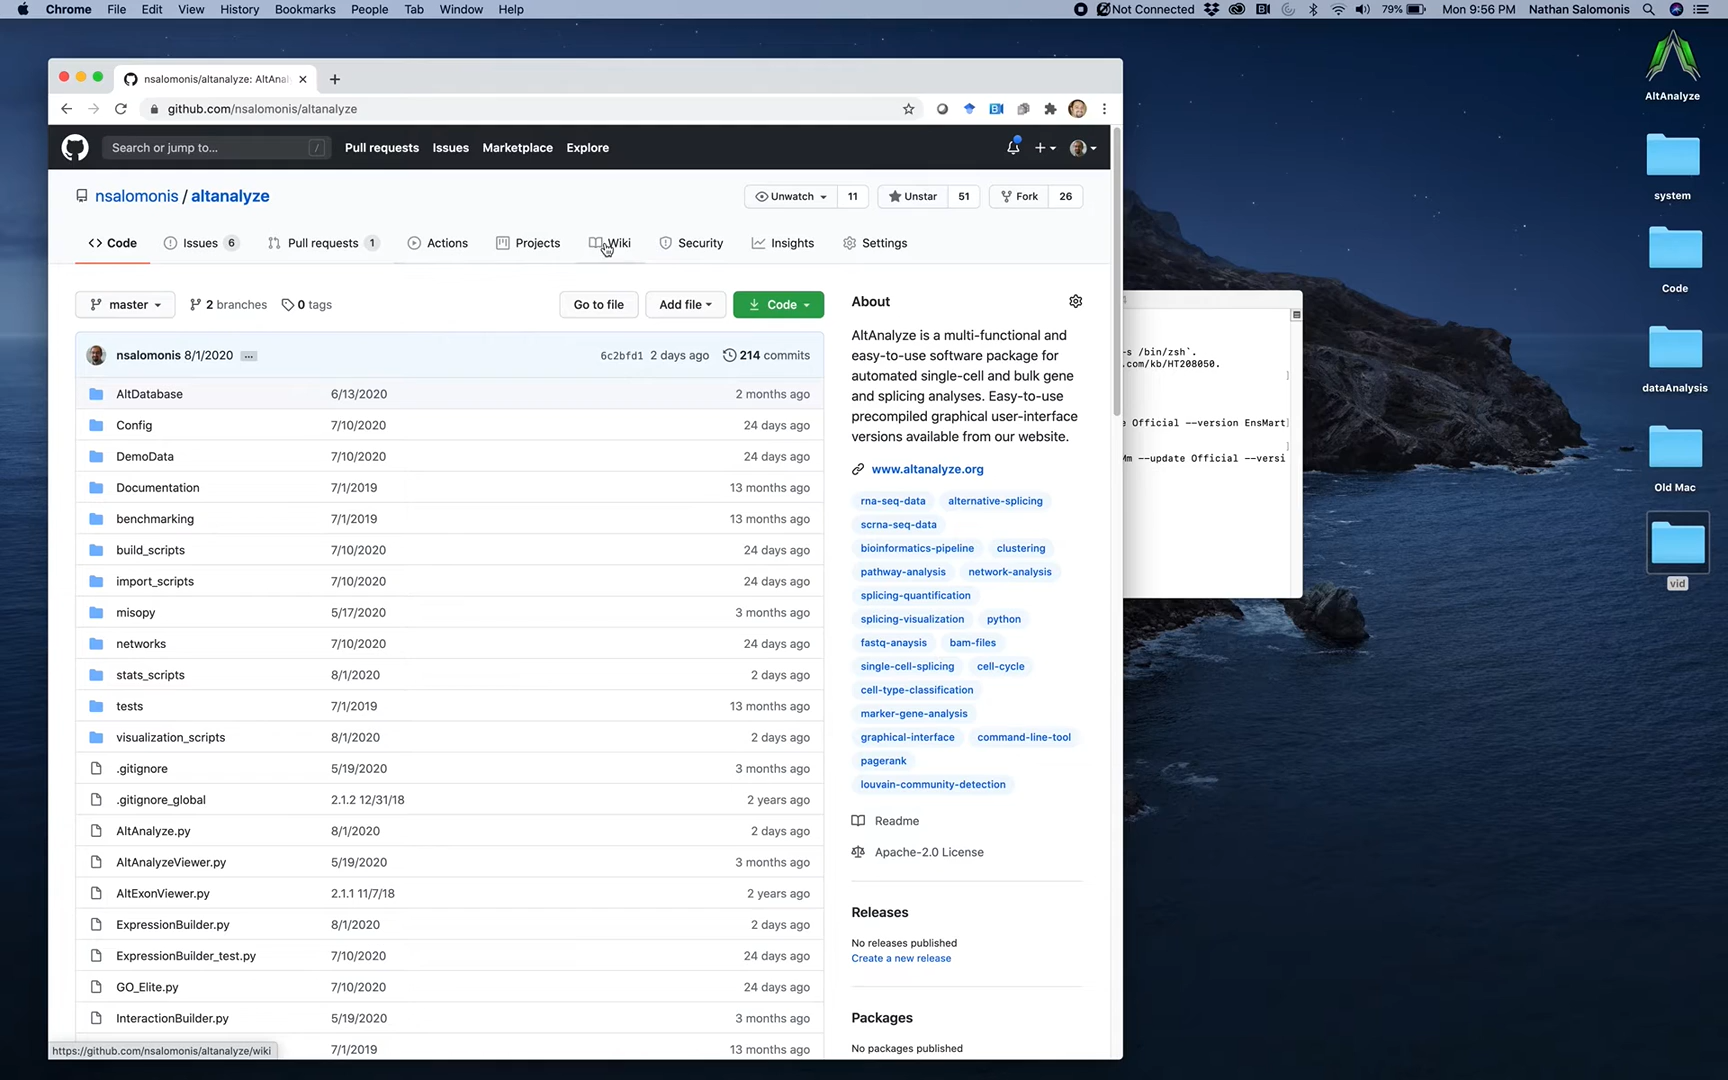 Chrome File Edit View History Bookmarks People Tab Window Help Not Connected 79% Mon 9:56 PM Nathan Salomonis
AltAnalyze
system
Code
dataAnalysis
Old Mac
vid
nsalomonis/altanalyze: AltAnal
github.com/nsalomonis/altanalyze
Search or jump to... / Pull requests Issues Marketplace Explore
nsalomonis / altanalyze
Unwatch 11 Unstar 51 Fork 26
Code Issues 6 Pull requests 1 Actions Projects Wiki Security Insights Settings
master 2 branches 0 tags Go to file Add file Code
nsalomonis 8/1/2020 ... 6c2bfd1 2 days ago 214 commits
AltDatabase 6/13/2020 2 months ago
Config 7/10/2020 24 days ago
DemoData 7/10/2020 24 days ago
Documentation 7/1/2019 13 months ago
benchmarking 7/1/2019 13 months ago
build_scripts 7/10/2020 24 days ago
import_scripts 7/10/2020 24 days ago
misopy 5/17/2020 3 months ago
networks 7/10/2020 24 days ago
stats_scripts 8/1/2020 2 days ago
tests 7/1/2019 13 months ago
visualization_scripts 8/1/2020 2 days ago
.gitignore 5/19/2020 3 months ago
.gitignore_global 2.1.2 12/31/18 2 years ago
AltAnalyze.py 8/1/2020 2 days ago
AltAnalyzeViewer.py 5/19/2020 3 months ago
AltExonViewer.py 2.1.1 11/7/18 2 years ago
ExpressionBuilder.py 8/1/2020 2 days ago
ExpressionBuilder_test.py 7/10/2020 24 days ago
GO_Elite.py 7/10/2020 24 days ago
InteractionBuilder.py 5/19/2020 3 months ago
7/1/2019 13 months ago
https://github.com/nsalomonis/altanalyze/wiki
About
AltAnalyze is a multi-functional and
easy-to-use software package for
automated single-cell and bulk gene
and splicing analyses. Easy-to-use
precompiled graphical user-interface
versions available from our website.
www.altanalyze.org
rna-seq-data alternative-splicing
scrna-seq-data
bioinformatics-pipeline clustering
pathway-analysis network-analysis
splicing-quantification
splicing-visualization python
fastq-anaysis bam-files
single-cell-splicing cell-cycle
cell-type-classification
marker-gene-analysis
graphical-interface command-line-tool
pagerank
louvain-community-detection
Readme
Apache-2.0 License
Releases
No releases published
Create a new release
Packages
No packages published
-s /bin/zsh`.
.com/kb/HT208050.
e Official --version EnsMart
Mm --update Official --versi